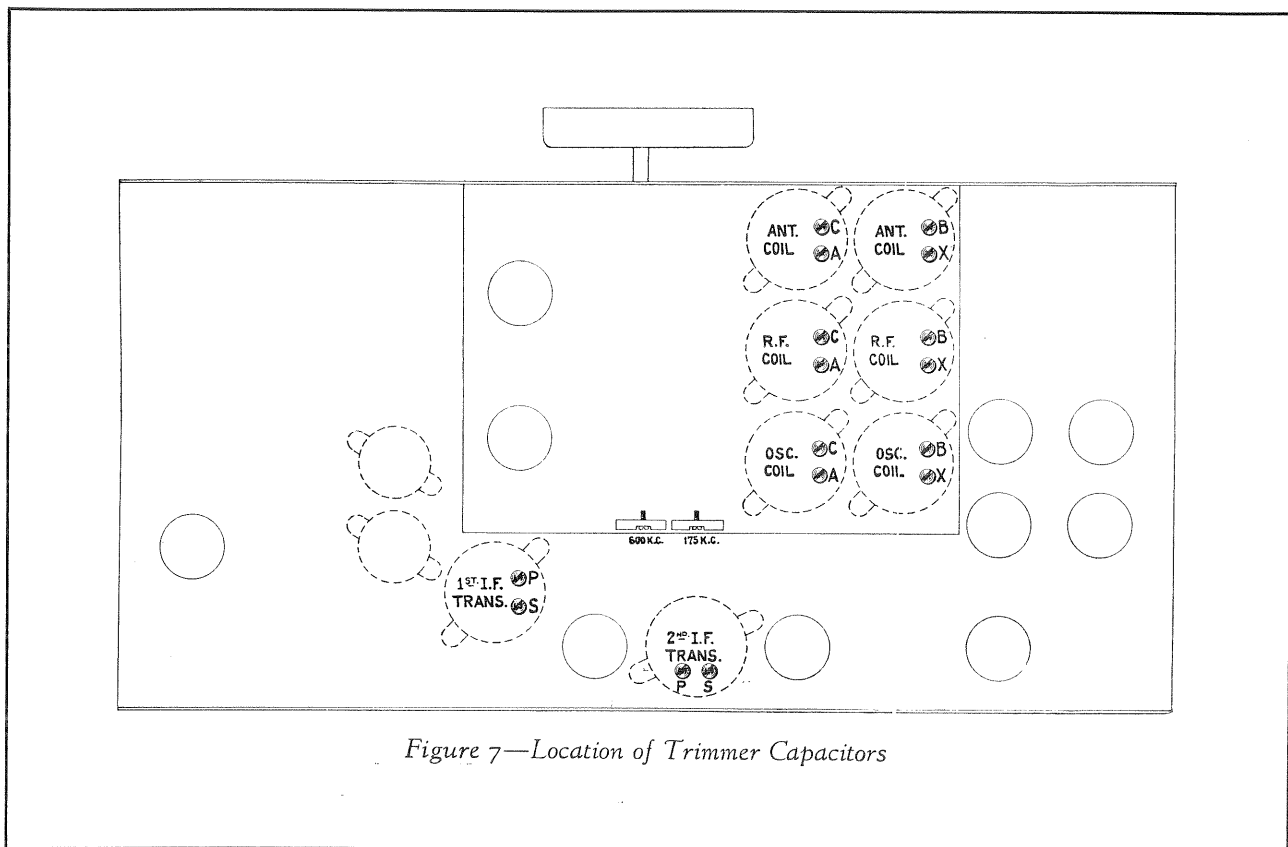 ANT. COIL C A
ANT. COIL B X
R.F. COIL C A
R.F. COIL B X
OSC. COIL C A
OSC. COIL B X
600 K.C. 175 K.C.
1ST. I.F. TRANS. P S
2ND. I.F. TRANS. P S
Figure 7—Location of Trimmer Capacitors